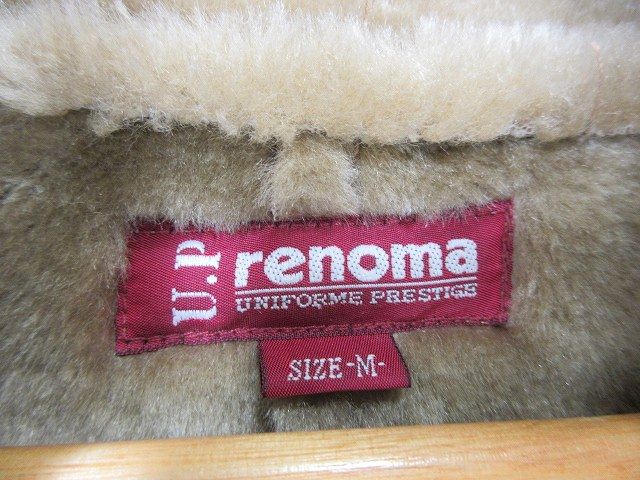 U.P
renoma
UNIFORME PRESTIGE
SIZE-M-